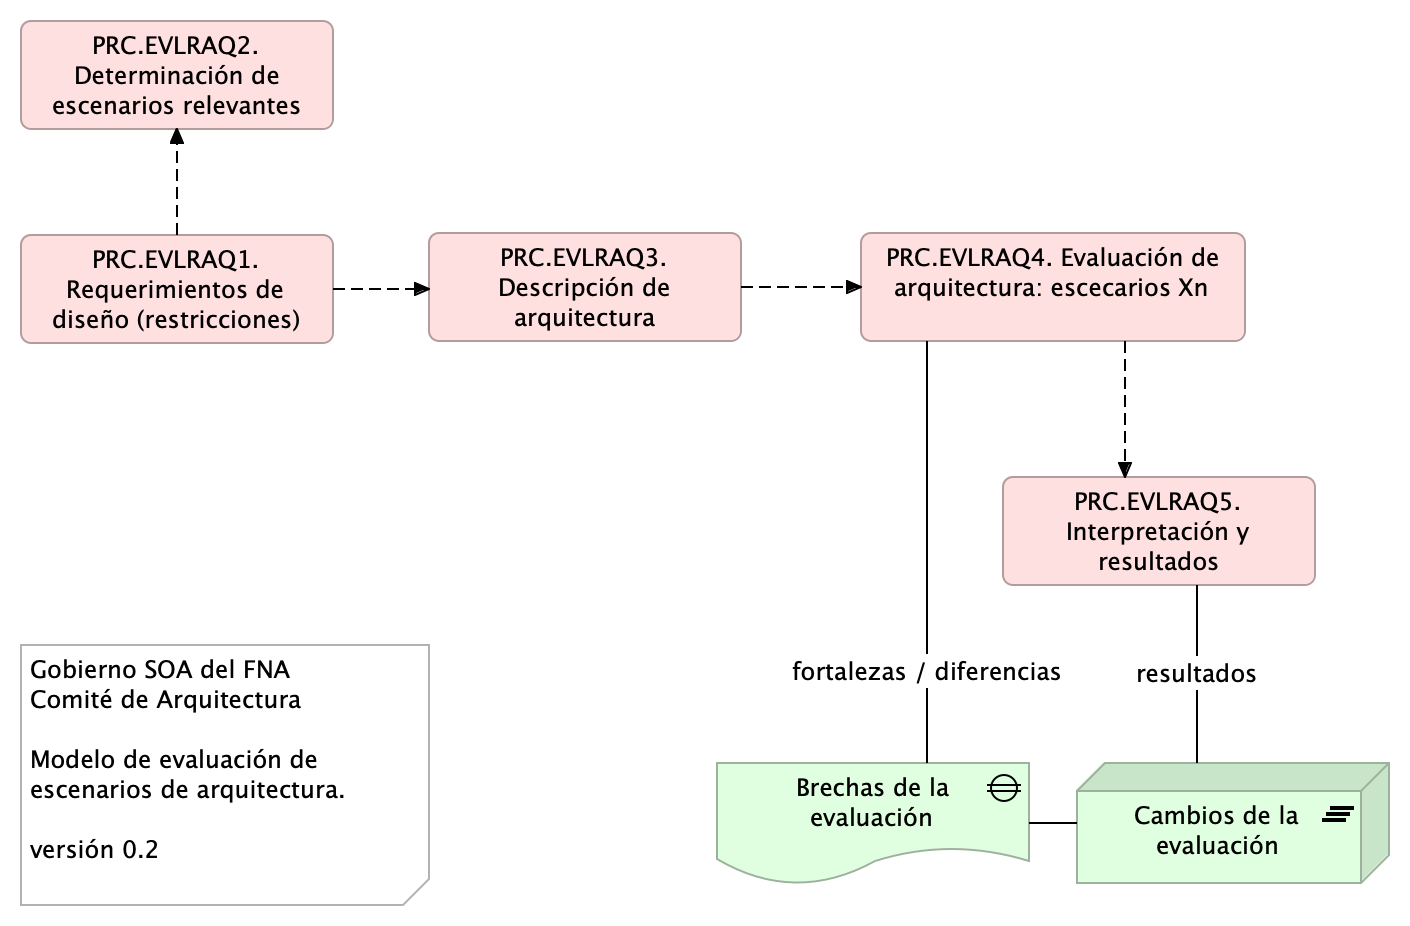 PRC.EVLRAQ2.
Determinación de
escenarios relevantes
PRC.EVLRAQ1.
Requerimientos de
diseño (restricciones)
PRC.EVLRAQ3.
Descripción de
arquitectura
PRC.EVLRAQ4. Evaluación de
arquitectura: escecarios Xn
PRC.EVLRAQ5.
Interpretación y
resultados
fortalezas / diferencias
resultados
Gobierno SOA del FNA
Comité de Arquitectura
Modelo de evaluación de
escenarios de arquitectura.
versión 0.2
Brechas de la
evaluación
Cambios de la
evaluación